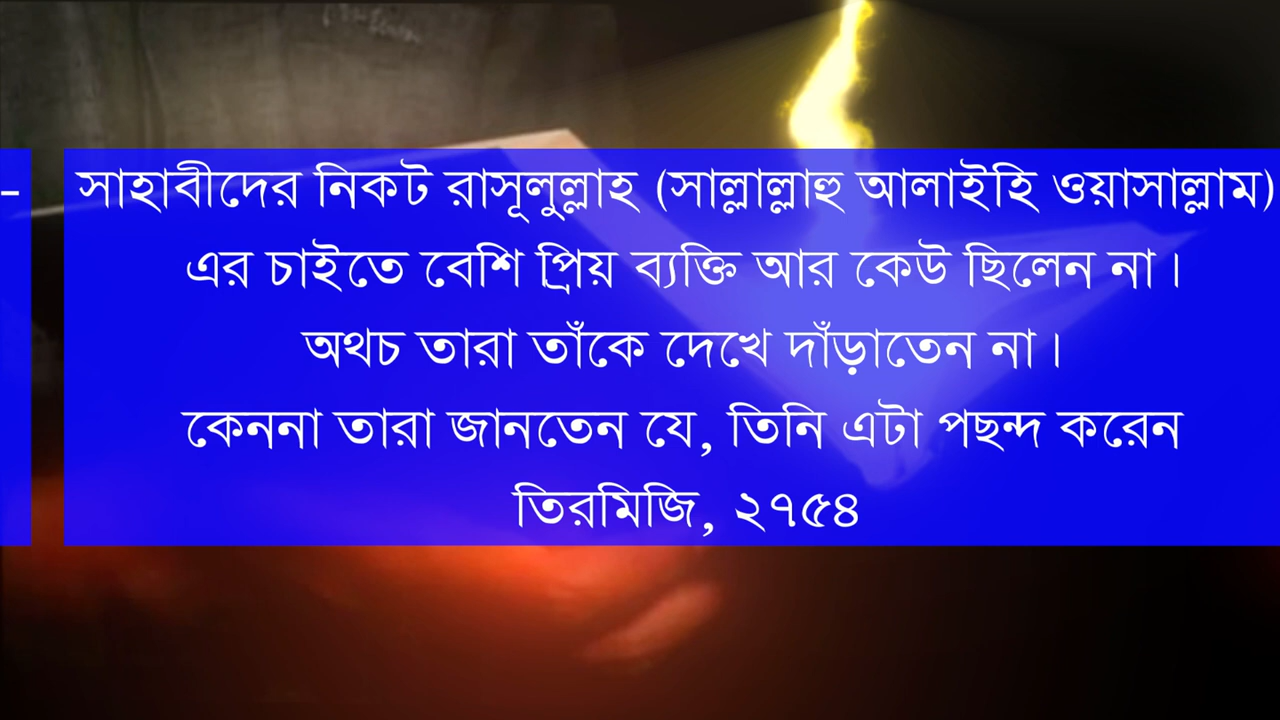 - সাহাবীদের নিকট রাসূলুল্লাহ (সাল্লাল্লাহু আলাইহি ওয়াসাল্লাম)
এর চাইতে বেশি প্রিয় ব্যক্তি আর কেউ ছিলেন না।
অথচ তারা তাঁকে দেখে দাঁড়াতেন না।
কেননা তারা জানতেন যে, তিনি এটা পছন্দ করেন
তিরমিজি, ২৭৫৪